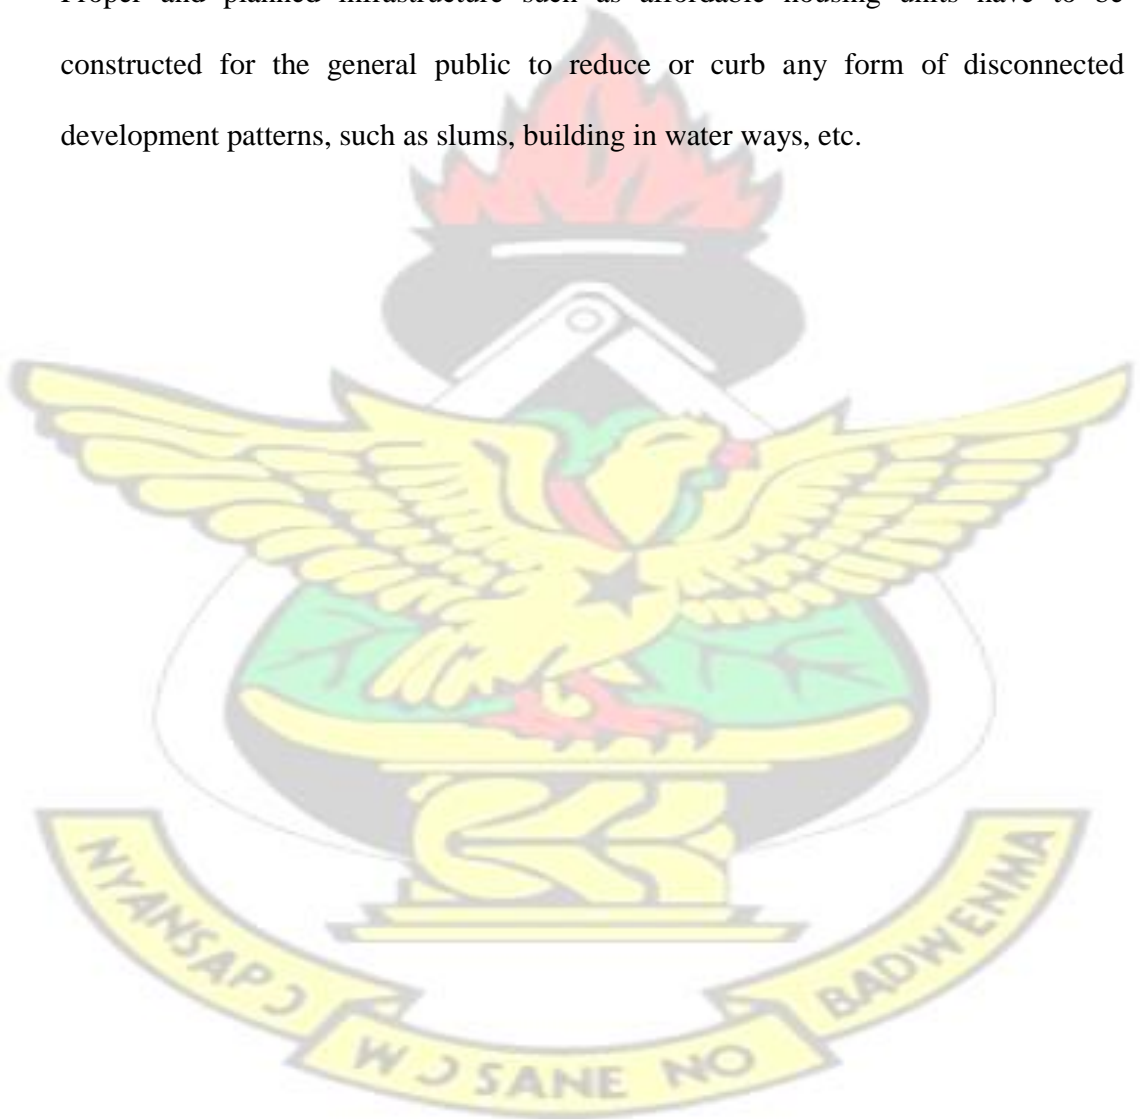 Proper and planned infrastructure such as affordable housing units have to be
constructed for the general public to reduce or curb any form of disconnected
development patterns, such as slums, building in water ways, etc.
NYANSAPƆ
WƆSANE NO
BADWENMA